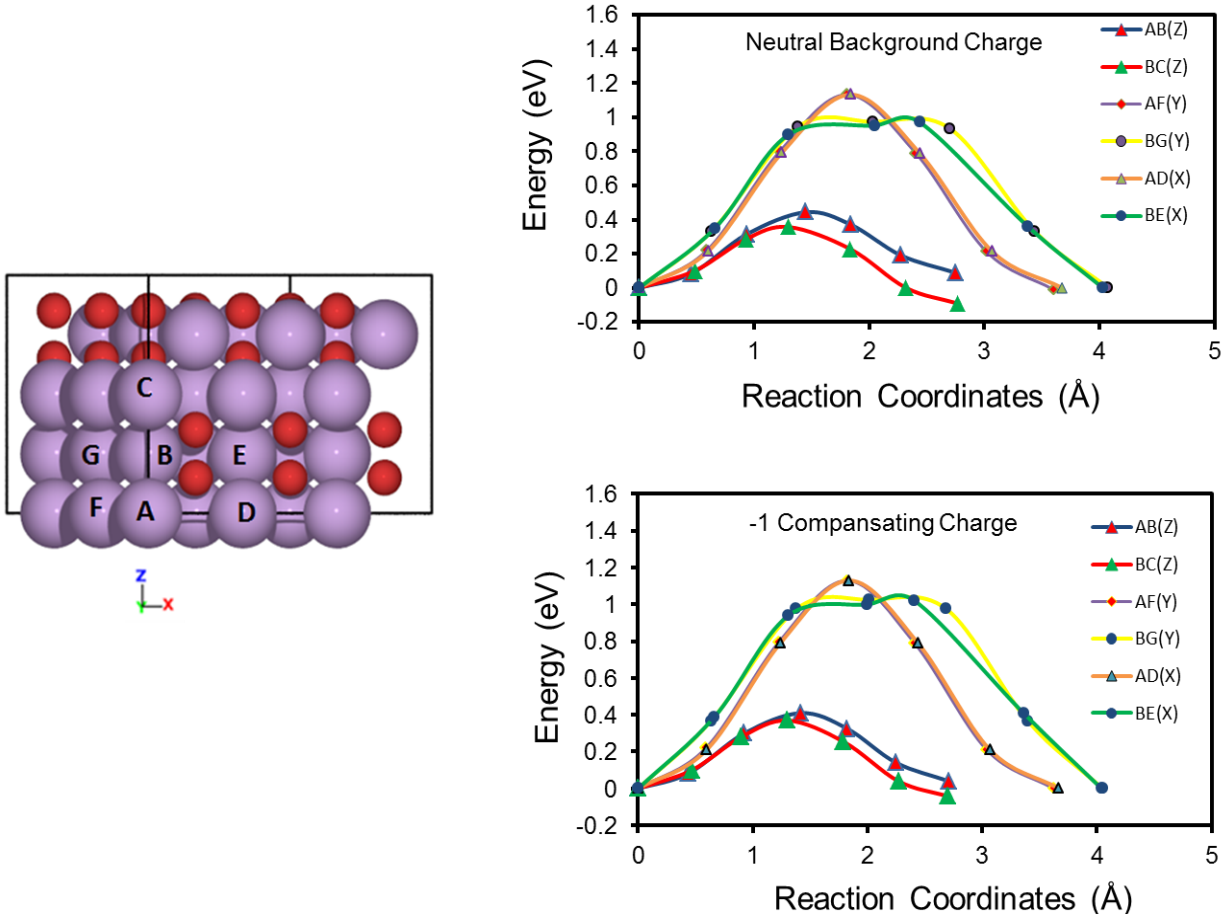 C
G B E
F A D
Z
Y X
Neutral Background Charge
Energy (eV)
1.6
1.4
1.2
1
0.8
0.6
0.4
0.2
0
-0.2
0 1 2 3 4 5
Reaction Coordinates (Å)
AB(Z)
BC(Z)
AF(Y)
BG(Y)
AD(X)
BE(X)
-1 Compansating Charge
Energy (eV)
1.6
1.4
1.2
1
0.8
0.6
0.4
0.2
0
-0.2
0 1 2 3 4 5
Reaction Coordinates (Å)
AB(Z)
BC(Z)
AF(Y)
BG(Y)
AD(X)
BE(X)